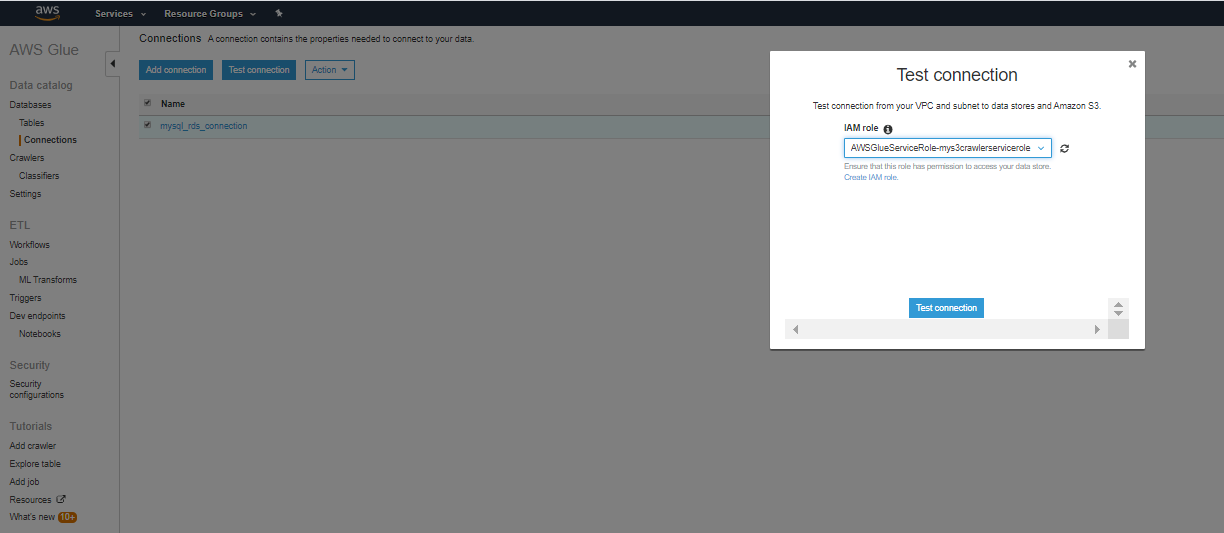 aws
Services
Resource Groups
AWS Glue
Data catalog
Databases
Tables
Connections
Crawlers
Classifiers
Settings
ETL
Workflows
Jobs
ML Transforms
Triggers
Dev endpoints
Notebooks
Security
Security
configurations
Tutorials
Add crawler
Explore table
Add job
Resources
What's new 10+
Connections A connection contains the properties needed to connect to your data.
Add connection Test connection Action
Name
mysql_rds_connection
Test connection
Test connection from your VPC and subnet to data stores and Amazon S3.
IAM role
AWSGlueServiceRole-mys3crawlerservicerole
Ensure that this role has permission to access your data store.
Create IAM role.
Test connection